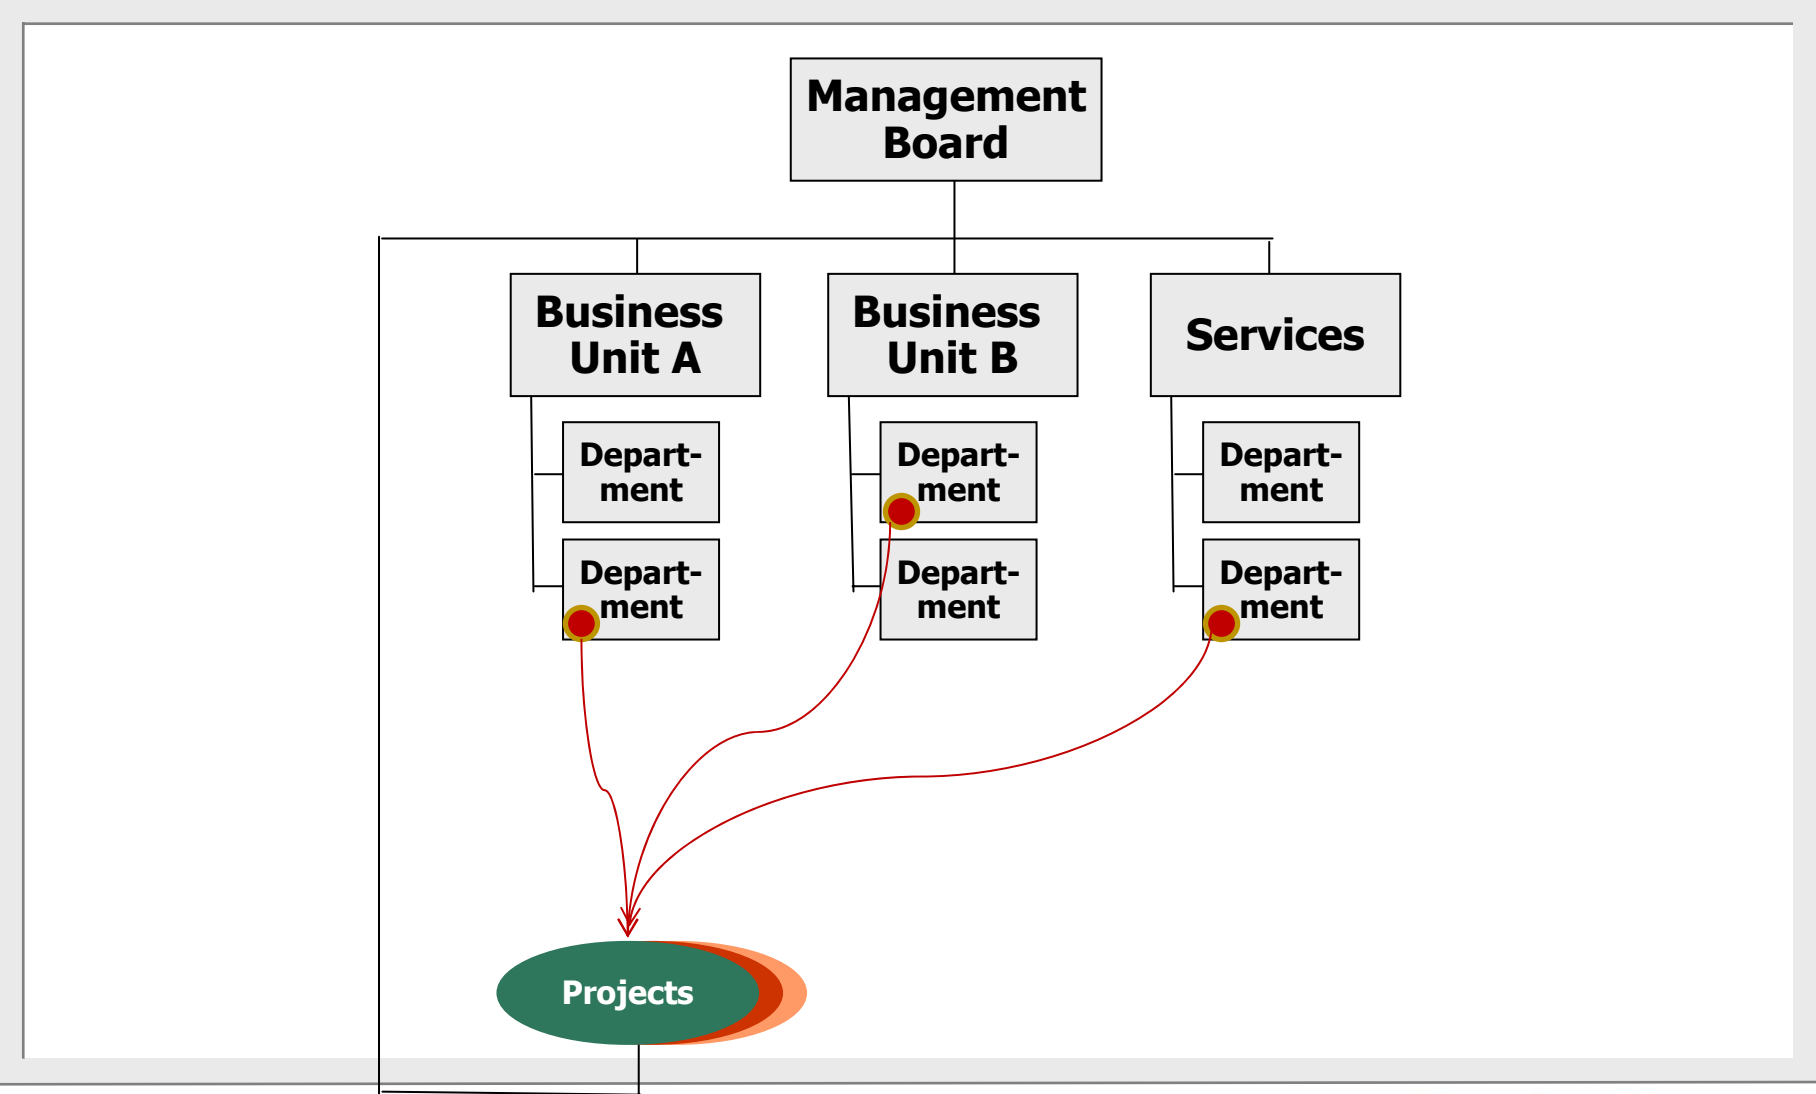 Management
Board
Business
Unit A
Business
Unit B
Services
Depart-
ment
Depart-
ment
Depart-
ment
Depart-
ment
Depart-
ment
Depart-
ment
Projects